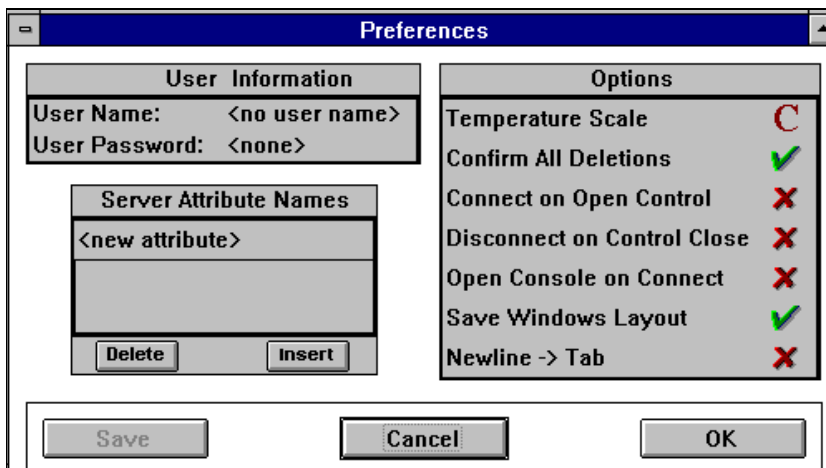 Preferences
User Information
User Name: <no user name>
User Password: <none>
Server Attribute Names
<new attribute>
Delete Insert
Options
Temperature Scale C
Confirm All Deletions
Connect on Open Control
Disconnect on Control Close
Open Console on Connect
Save Windows Layout
Newline -> Tab
Save Cancel OK